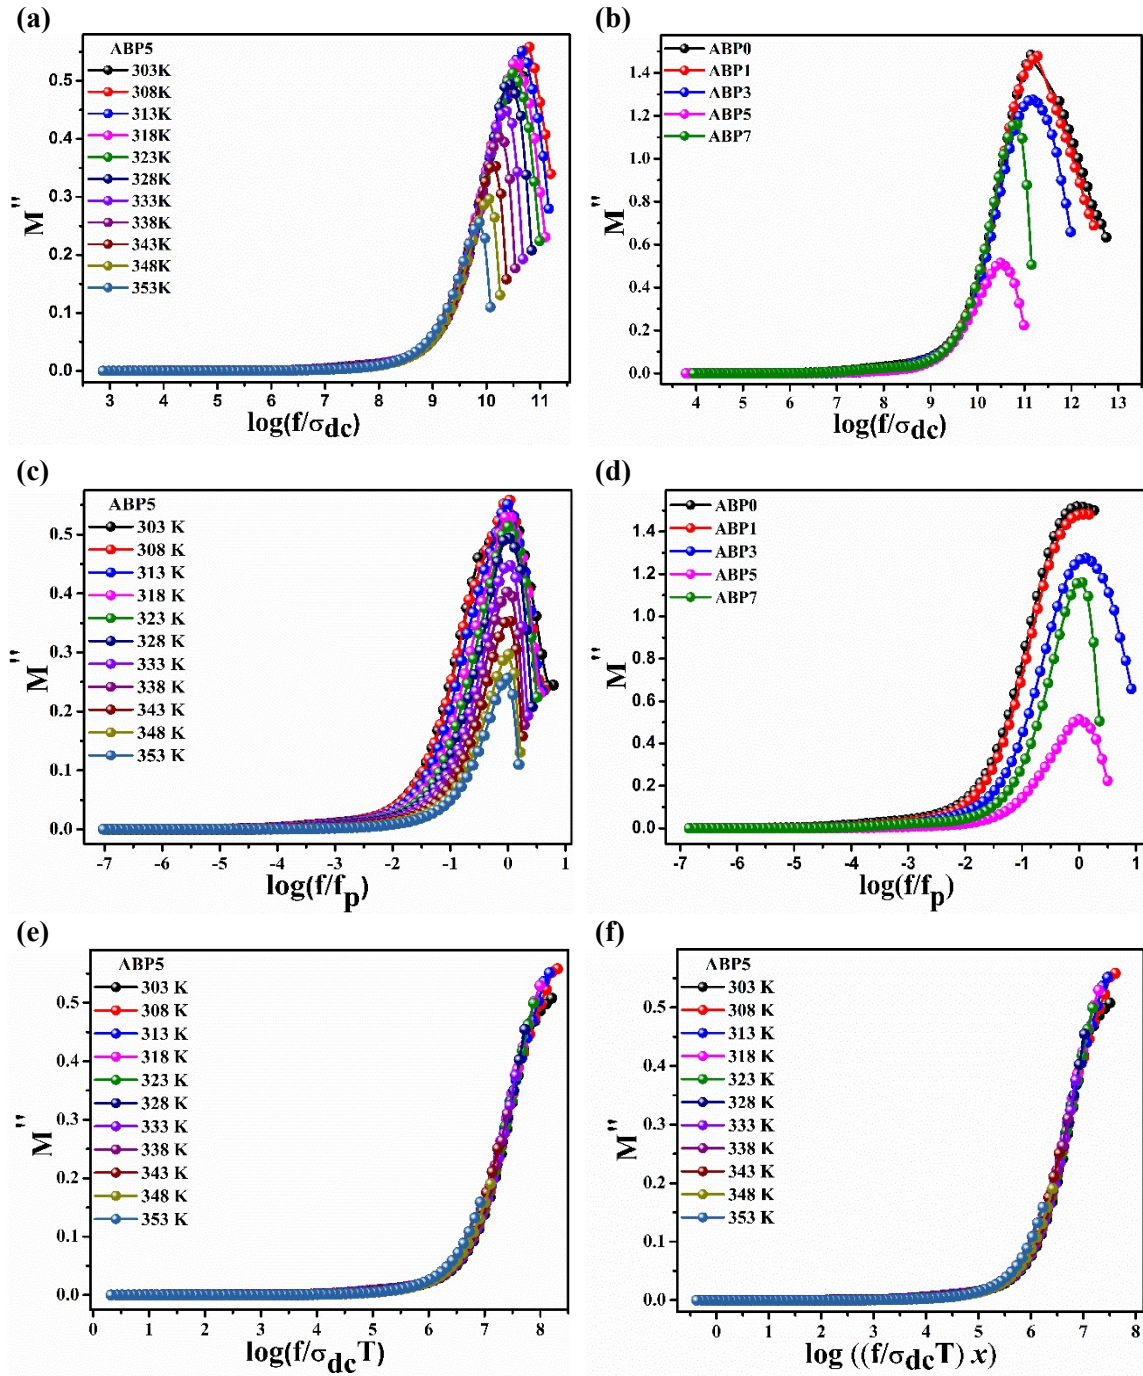 (a)
ABP5
303K
308K
313K
318K
323K
328K
333K
338K
343K
348K
353K
0.5
0.4
0.3
0.2
0.1
0.0
M''
3 4 5 6 7 8 9 10 11
log(f/σdc)
(b)
ABP0
ABP1
ABP3
ABP5
ABP7
1.4
1.2
1.0
0.8
0.6
0.4
0.2
0.0
M''
4 5 6 7 8 9 10 11 12 13
log(f/σdc)
(c)
ABP5
303 K
308 K
313 K
318 K
323 K
328 K
333 K
338 K
343 K
348 K
353 K
0.5
0.4
0.3
0.2
0.1
0.0
M''
-7 -6 -5 -4 -3 -2 -1 0 1
log(f/fp)
(d)
ABP0
ABP1
ABP3
ABP5
ABP7
1.4
1.2
1.0
0.8
0.6
0.4
0.2
0.0
M''
-7 -6 -5 -4 -3 -2 -1 0 1
log(f/fp)
(e)
ABP5
303 K
308 K
313 K
318 K
323 K
328 K
333 K
338 K
343 K
348 K
353 K
0.5
0.4
0.3
0.2
0.1
0.0
M''
0 1 2 3 4 5 6 7 8
log(f/σdcT)
(f)
ABP5
303 K
308 K
313 K
318 K
323 K
328 K
333 K
338 K
343 K
348 K
353 K
0.5
0.4
0.3
0.2
0.1
0.0
M''
0 1 2 3 4 5 6 7 8
log ((f/σdcT) x)